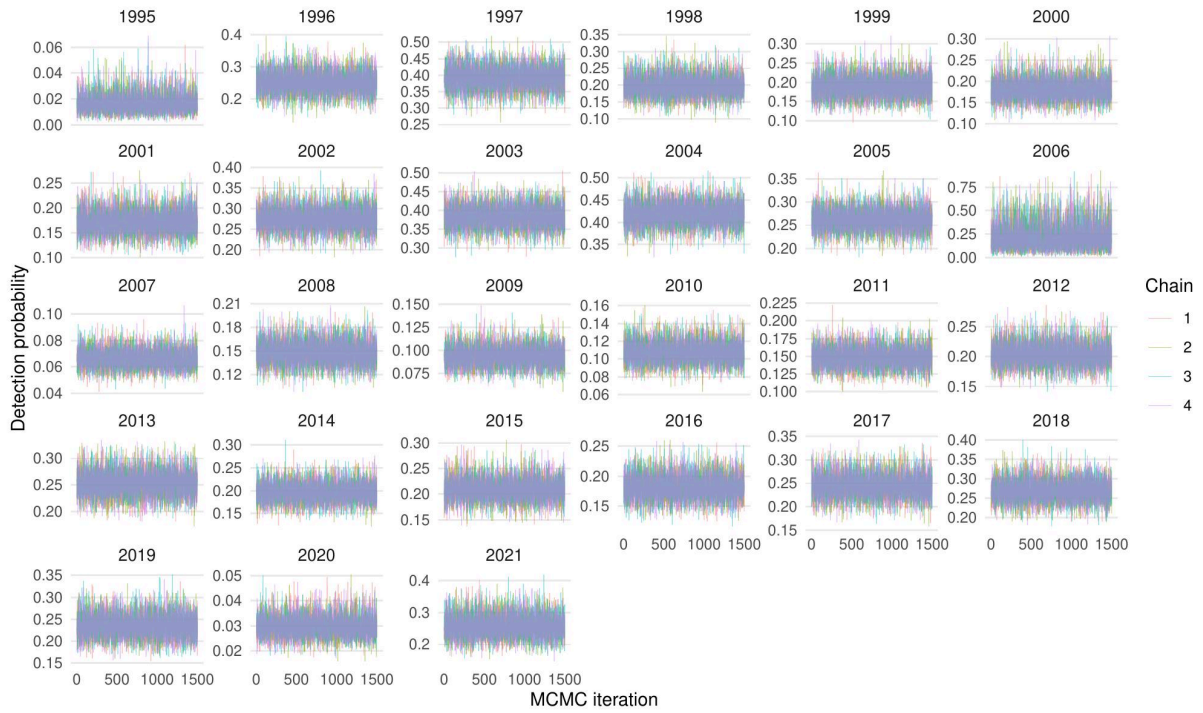 1995 1996 1997 1998 1999 2000
0.06 0.04 0.02 0.00 0.4 0.3 0.2 0.50 0.45 0.40 0.35 0.30 0.25 0.35 0.30 0.25 0.20 0.15 0.10 0.30 0.25 0.20 0.15 0.10 0.30 0.25 0.20 0.15 0.10
2001 2002 2003 2004 2005 2006
0.25 0.20 0.15 0.10 0.40 0.35 0.30 0.25 0.20 0.50 0.45 0.40 0.35 0.30 0.50 0.45 0.40 0.35 0.35 0.30 0.25 0.20 0.75 0.50 0.25 0.00
2007 2008 2009 2010 2011 2012
0.10 0.08 0.06 0.04 0.21 0.18 0.15 0.12 0.150 0.125 0.100 0.075 0.16 0.14 0.12 0.10 0.08 0.06 0.225 0.200 0.175 0.150 0.125 0.100 0.25 0.20 0.15
2013 2014 2015 2016 2017 2018
0.30 0.25 0.20 0.30 0.25 0.20 0.15 0.30 0.25 0.20 0.15 0.25 0.20 0.15 0.35 0.30 0.25 0.20 0.15 0.40 0.35 0.30 0.25 0.20
0 500 1000 1500 0 500 1000 1500 0 500 1000 1500
2019 2020 2021
0.35 0.30 0.25 0.20 0.15 0.05 0.04 0.03 0.02 0.4 0.3 0.2
0 500 1000 1500 0 500 1000 1500 0 500 1000 1500
MCMC iteration
Detection probability
Chain
1
2
3
4